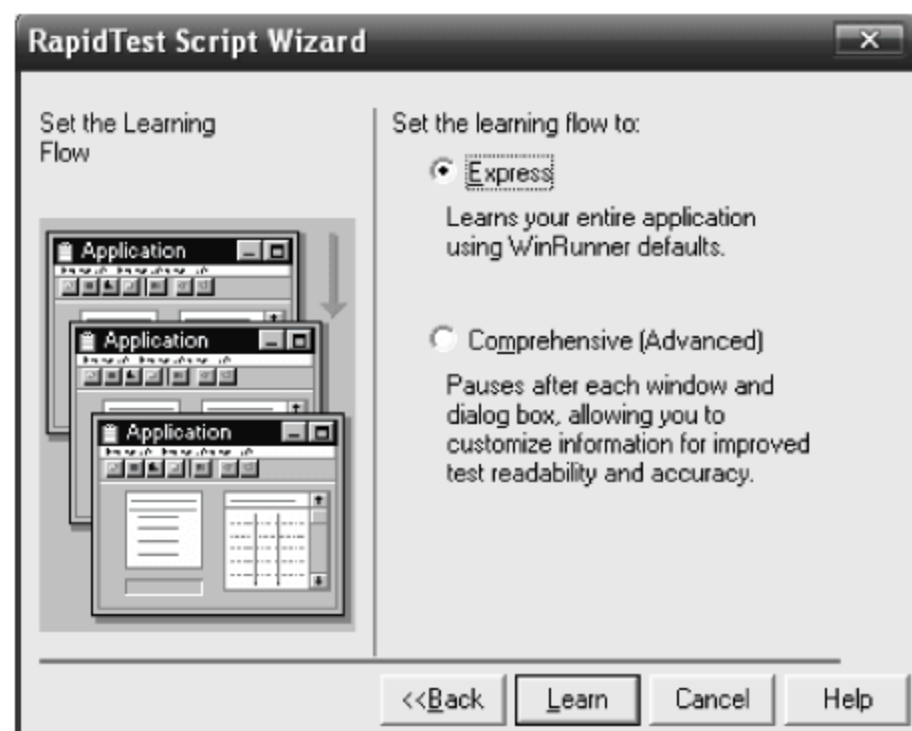 RapidTest Script Wizard
Set the Learning
Flow
Application
Application
Application
Set the learning flow to:
Express
Learns your entire application
using WinRunner defaults.
Comprehensive (Advanced)
Pauses after each window and
dialog box, allowing you to
customize information for improved
test readability and accuracy.
<<Back
Learn
Cancel
Help